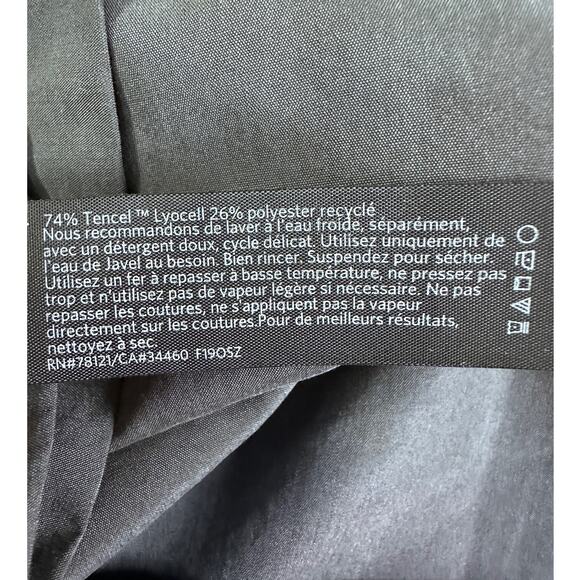 74% Tencel™ Lyocell 26% polyester recyclé
Nous recommandons de laver à l'eau froide, séparément,
avec un détergent doux, cycle délicat. Utilisez uniquement de
l'eau de Javel au besoin. Bien rincer. Suspendez pour sécher.
Utilisez un fer à repasser à basse température, ne pressez pas
trop et n'utilisez pas de vapeur légère si nécessaire. Ne pas
repasser les coutures, ne s'appliquent pas la vapeur
directement sur les coutures.Pour de meilleurs résultats,
nettoyez à sec.
RN#78121/CA#34460 F19OSZ